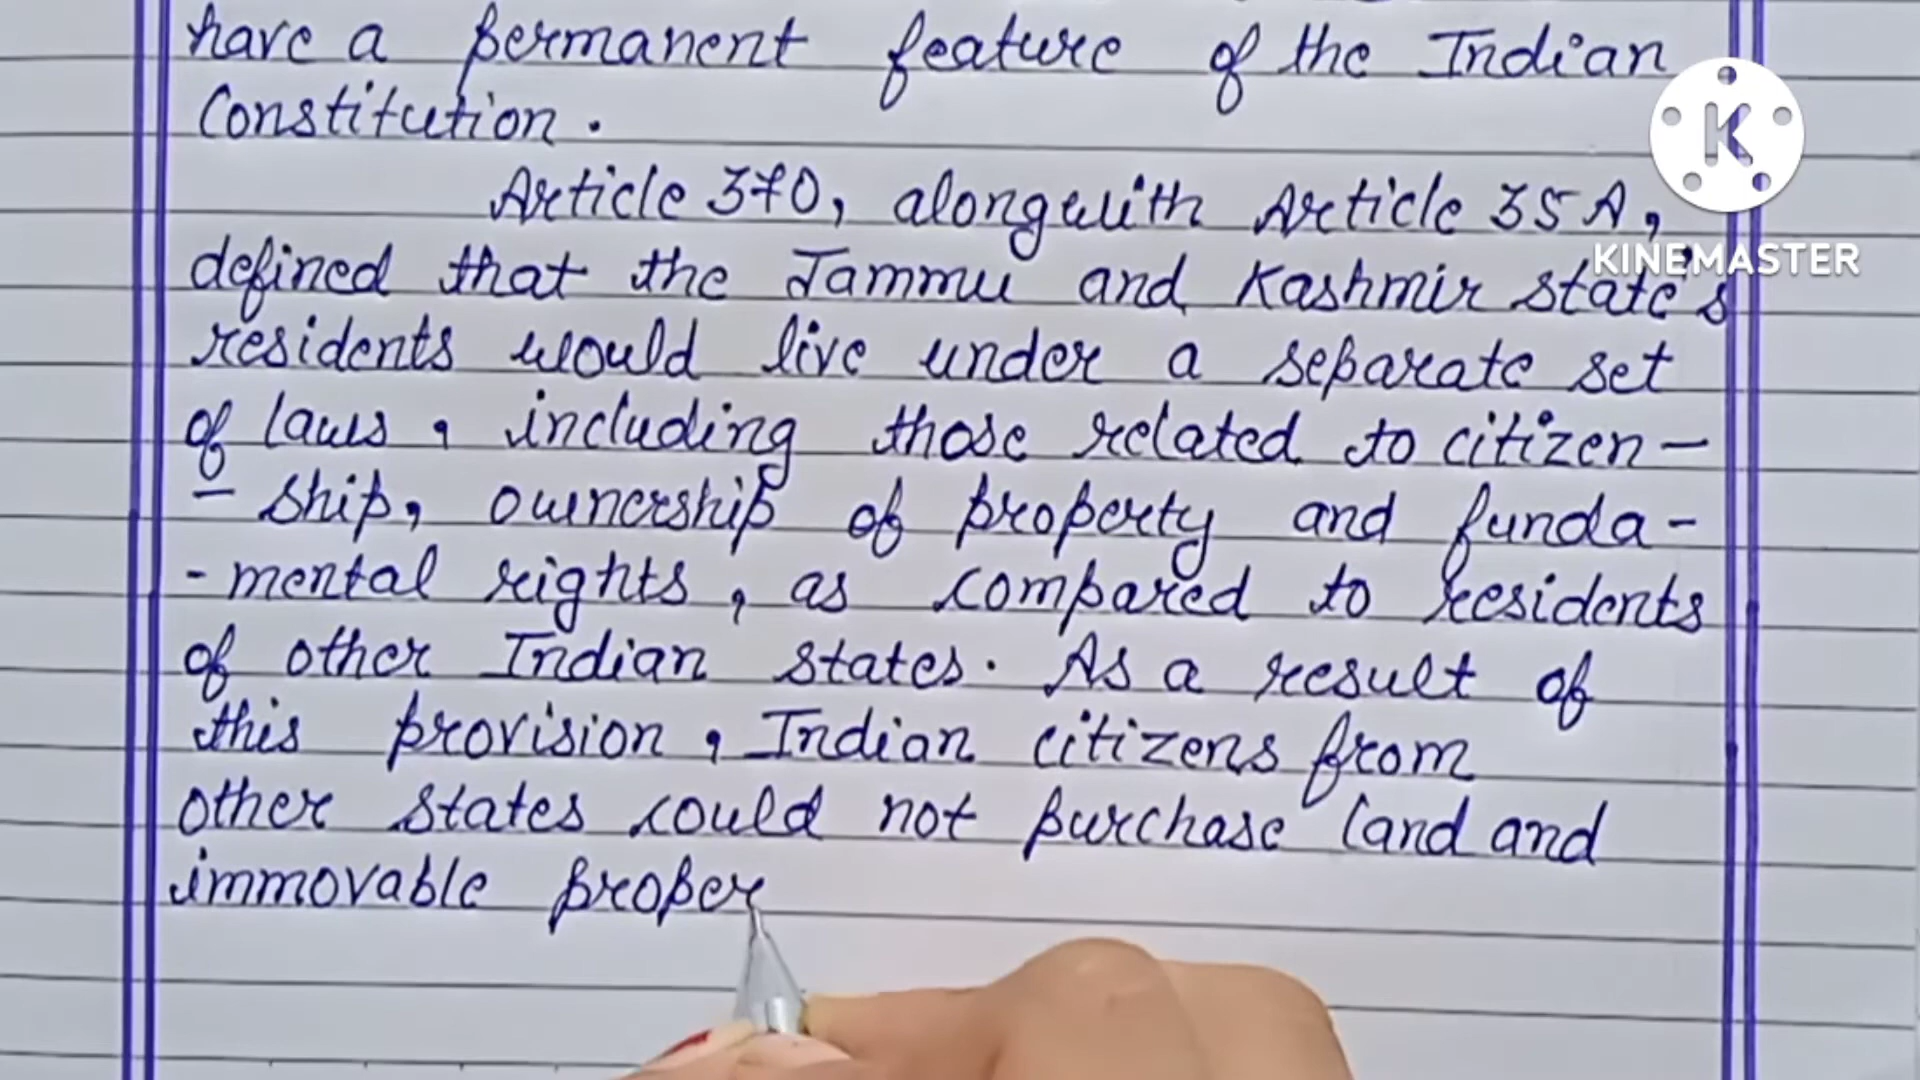 have a permanent feature of the Indian
Constitution.
Article 370, alongwith Article 35A,
defined that the Jammu and Kashmir state's
residents would live under a separate set
of laws, including those related to citizen-
- ship, ownership of property and funda-
- mental rights, as compared to residents
of other Indian states. As a result of
this provision, Indian citizens from
other states could not purchase land and
immovable proper
K
KINEMASTER